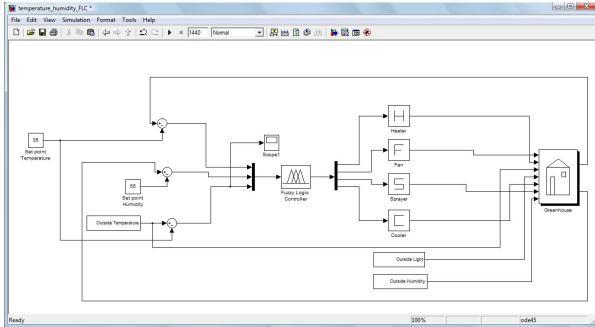 temperature_humidity_FLC *
File Edit View Simulation Format Tools Help
1440 Normal
35
Set point
Temperature
Scope1
H
Heater
F
Fan
Fuzzy Logic
Controller
S
Sprayer
Greenhouse
Set point
Humidity
Outside Temperature
C
Cooler
Outside Light
Outside Humidity
Ready 100% ode45